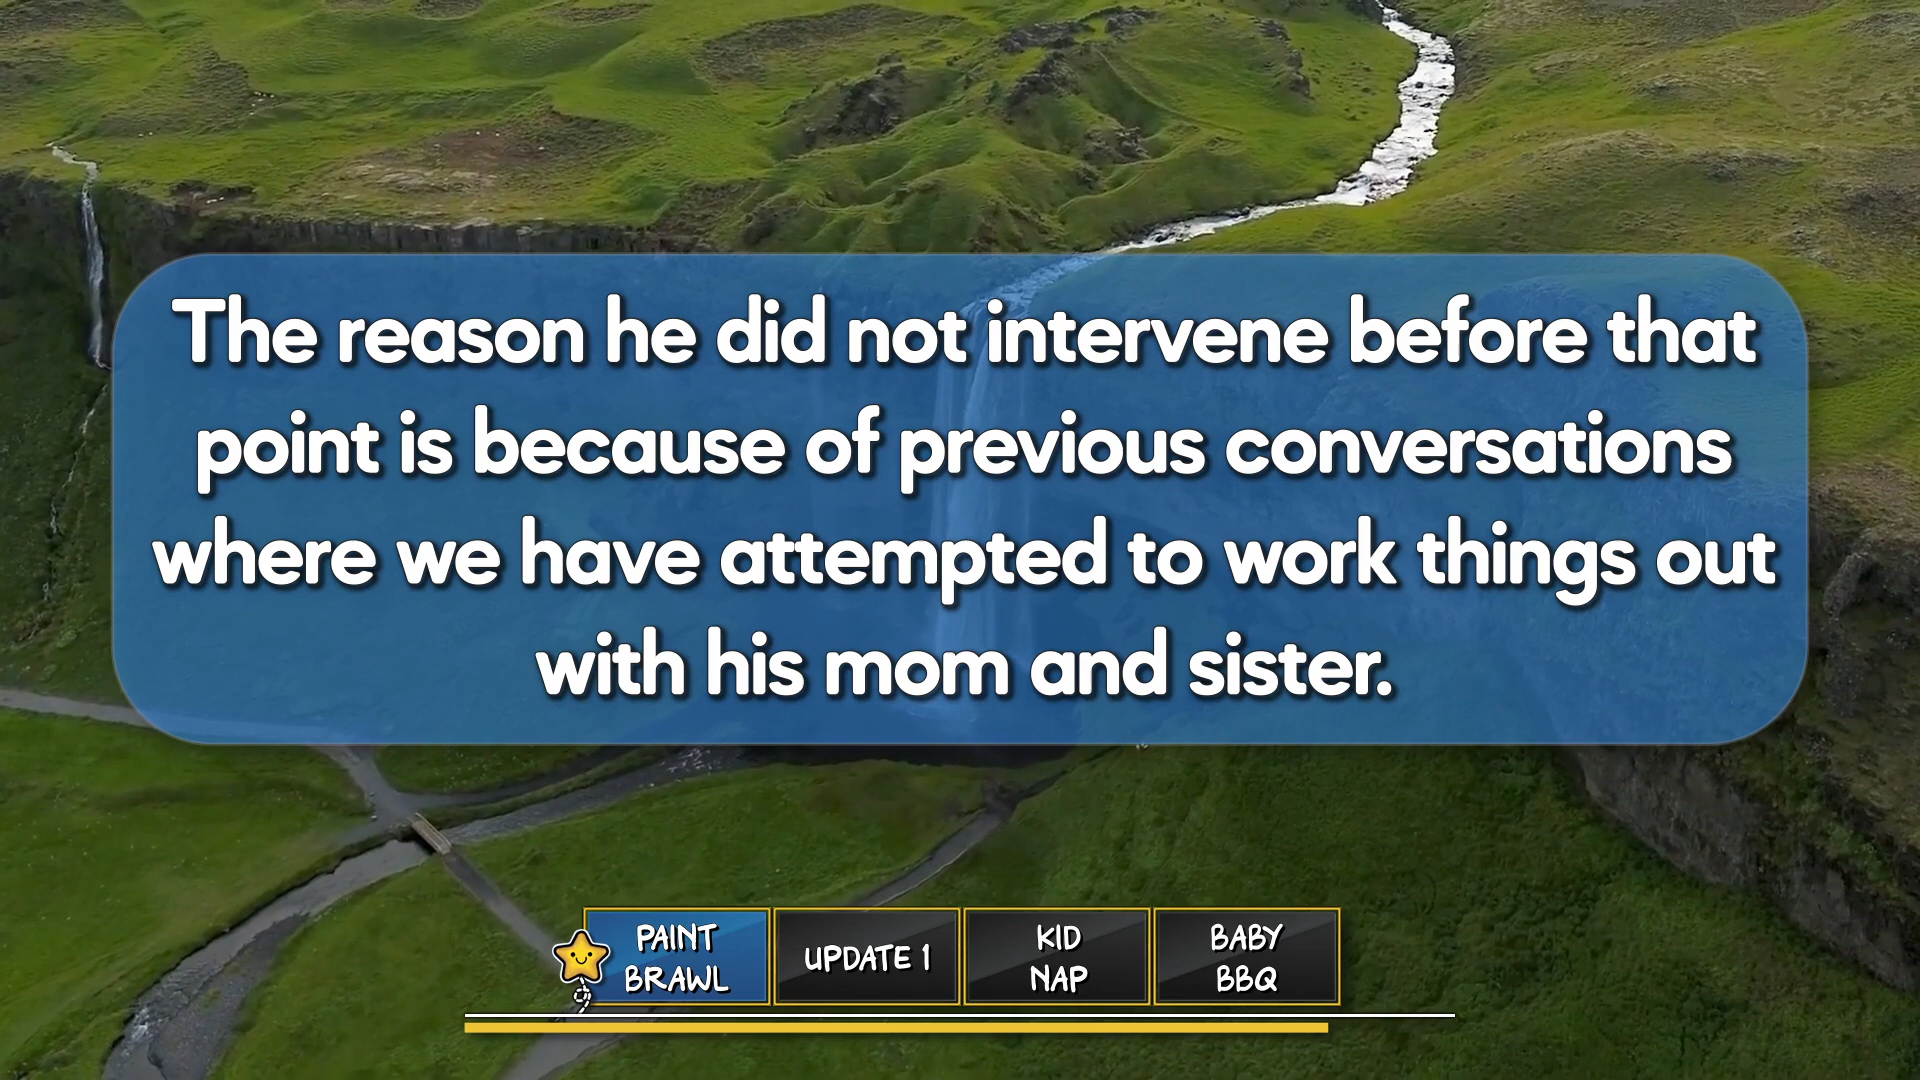 The reason he did not intervene before that
point is because of previous conversations
where we have attempted to work things out
with his mom and sister.
PAINT
BRAWL
UPDATE 1
KID
NAP
BABY
BBQ